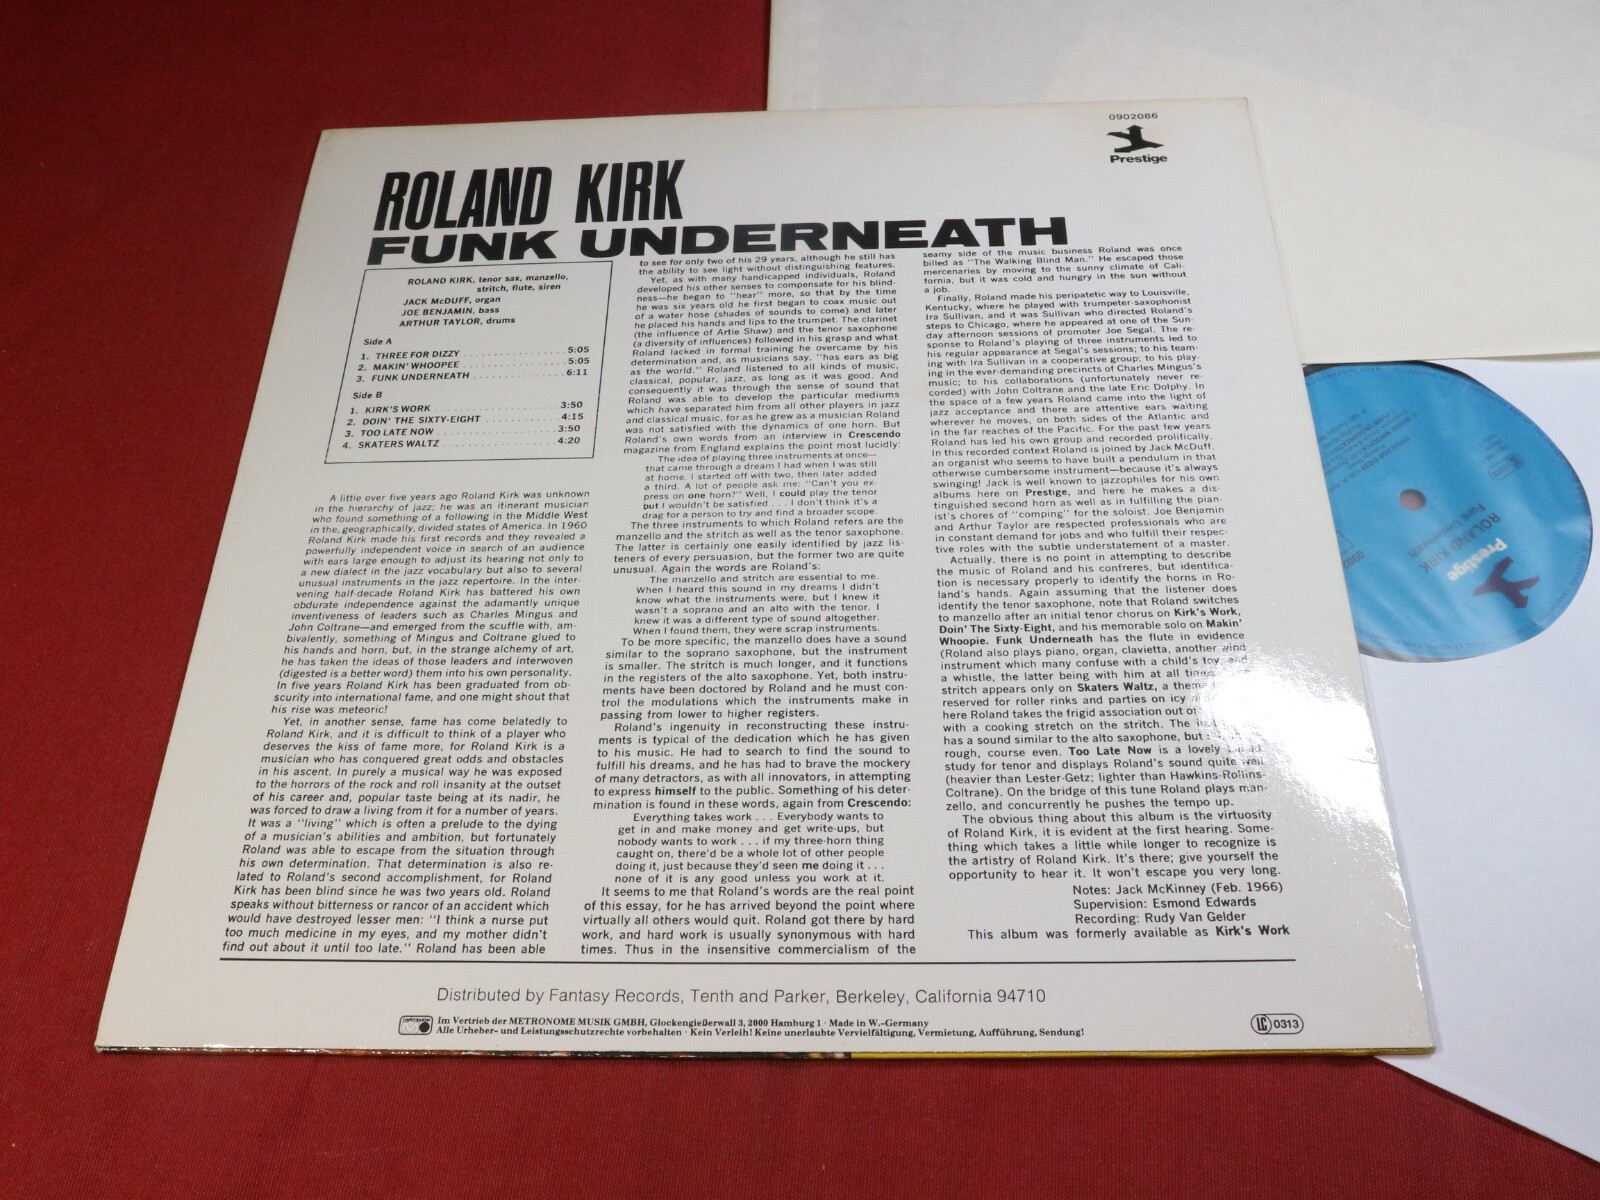 0902086
Prestige
ROLAND KIRK
FUNK UNDERNEATH
ROLAND KIRK, tenor sax, manzello,
stritch, flute, siren
JACK McDUFF, organ
JOE BENJAMIN, bass
ARTHUR TAYLOR, drums
Side A
1. THREE FOR DIZZY . . . . . . . . . . . . . . . . . 5:05
2. MAKIN' WHOOPEE . . . . . . . . . . . . . . . . . 5:05
3. FUNK UNDERNEATH . . . . . . . . . . . . . . . 6:11
Side B
1. KIRK'S WORK . . . . . . . . . . . . . . . . . . . . 3:50
2. DOIN' THE SIXTY-EIGHT . . . . . . . . . . . 4:15
3. TOO LATE NOW . . . . . . . . . . . . . . . . . . 3:50
4. SKATERS WALTZ . . . . . . . . . . . . . . . . . 4:20
A little over five years ago Roland Kirk was unknown
in the hierarchy of jazz; he was an itinerant musician
who found something of a following in the Middle West
in the, geographically, divided states of America. In 1960
Roland Kirk made his first records and they revealed a
powerfully independent voice in search of an audience
with ears large enough to adjust its hearing not only to
a new dialect in the jazz vocabulary but also to several
unusual instruments in the jazz repertoire. In the inter-
vening half-decade Roland Kirk has battered his own
obdurate independence against the adamantly unique
inventiveness of leaders such as Charles Mingus and
John Coltrane—and emerged from the scuffle with, am-
bivalently, something of Mingus and Coltrane glued to
his hands and horn, but, in the strange alchemy of art,
he has taken the ideas of those leaders and interwoven
(digested is a better word) them into his own personality.
In five years Roland Kirk has been graduated from ob-
scurity into international fame, and one might shout that
his rise was meteoric!
Yet, in another sense, fame has come belatedly to
Roland Kirk, and it is difficult to think of a player who
deserves the kiss of fame more, for Roland Kirk is a
musician who has conquered great odds and obstacles
in his ascent. In purely a musical way he was exposed
to the horrors of the rock and roll insanity at the outset
of his career and, popular taste being at its nadir, he
was forced to draw a living from it for a number of years.
It was a "living" which is often a prelude to the dying
of a musician's abilities and ambition, but fortunately
Roland was able to escape from the situation through
his own determination. That determination is also re-
lated to Roland's second accomplishment, for Roland
Kirk has been blind since he was two years old. Roland
speaks without bitterness or rancor of an accident which
would have destroyed lesser men: "I think a nurse put
too much medicine in my eyes, and my mother didn't
find out about it until too late." Roland has been able
to see for only two of his 29 years, although he still has
the ability to see light without distinguishing features.
Yet, as with many handicapped individuals, Roland
developed his other senses to compensate for his blind-
ness—he began to "hear" more, so that by the time
he was six years old he first began to coax music out
of a water hose (shades of sounds to come) and later
he placed his hands and lips to the trumpet. The clarinet
(the influence of Artie Shaw) and the tenor saxophone
(a diversity of influences) followed in his grasp and what
Roland lacked in formal training he overcame by his
determination and, as musicians say, "has ears as big
as the world." Roland listened to all kinds of music,
classical, popular, jazz, as long as it was good. And
consequently it was through the sense of sound that
Roland was able to develop the particular mediums
which have separated him from all other players in jazz
and classical music, for as he grew as a musician Roland
was not satisfied with the dynamics of one horn. But
Roland's own words from an interview in Crescendo
magazine from England explains the point most lucidly:
The idea of playing three instruments at once—
that came through a dream I had when I was still
at home. I started off with two, then later added
a third. A lot of people ask me: "Can't you ex-
press on one horn?" Well, I could play the tenor
but I wouldn't be satisfied . . . I don't think it's a
drag for a person to try and find a broader scope.
The three instruments to which Roland refers are the
manzello and the stritch as well as the tenor saxophone.
The latter is certainly one easily identified by jazz lis-
teners of every persuasion, but the former two are quite
unusual. Again the words are Roland's:
The manzello and stritch are essential to me.
When I heard this sound in my dreams I didn't
know what the instruments were, but I knew it
wasn't a soprano and an alto with the tenor. I
knew it was a different type of sound altogether.
When I found them, they were scrap instruments.
To be more specific, the manzello does have a sound
similar to the soprano saxophone, but the instrument
is smaller. The stritch is much longer, and it functions
in the registers of the alto saxophone. Yet, both instru-
ments have been doctored by Roland and he must con-
trol the modulations which the instruments make in
passing from lower to higher registers.
Roland's ingenuity in reconstructing these instru-
ments is typical of the dedication which he has given
to his music. He had to search to find the sound to
fulfill his dreams, and he has had to brave the mockery
of many detractors, as with all innovators, in attempting
to express himself to the public. Something of his deter-
mination is found in these words, again from Crescendo:
Everything takes work . . . Everybody wants to
get in and make money and get write-ups, but
nobody wants to work . . . if my three-horn thing
caught on, there'd be a whole lot of other people
doing it, just because they'd seen me doing it . . .
none of it is any good unless you work at it.
It seems to me that Roland's words are the real point
of this essay, for he has arrived beyond the point where
virtually all others would quit. Roland got there by hard
work, and hard work is usually synonymous with hard
times. Thus in the insensitive commercialism of the
seamy side of the music business Roland was once
billed as "The Walking Blind Man." He escaped those
mercenaries by moving to the sunny climate of Cali-
fornia, but it was cold and hungry in the sun without
a job.
Finally, Roland made his peripatetic way to Louisville,
Kentucky, where he played with trumpeter-saxophonist
Ira Sullivan, and it was Sullivan who directed Roland's
steps to Chicago, where he appeared at one of the Sun-
day afternoon sessions of promoter Joe Segal. The re-
sponse to Roland's playing of three instruments led to
his regular appearance at Segal's sessions; to his team-
ing with Ira Sullivan in a cooperative group; to his play-
ing in the ever-demanding precincts of Charles Mingus's
music; to his collaborations (unfortunately never re-
corded) with John Coltrane and the late Eric Dolphy. In
the space of a few years Roland came into the light of
jazz acceptance and there are attentive ears waiting
wherever he moves, on both sides of the Atlantic and
in the far reaches of the Pacific. For the past few years
Roland has led his own group and recorded prolifically.
In this recorded context Roland is joined by Jack McDuff,
an organist who seems to have built a pendulum in that
otherwise cumbersome instrument—because it's always
swinging! Jack is well known to jazzophiles for his own
albums here on Prestige, and here he makes a dis-
tinguished second horn as well as in fulfilling the pian-
ist's chores of "comping" for the soloist. Joe Benjamin
and Arthur Taylor are respected professionals who are
in constant demand for jobs and who fulfill their respec-
tive roles with the subtle understatement of a master.
Actually, there is no point in attempting to describe
the music of Roland and his confreres, but identifica-
tion is necessary properly to identify the horns in Ro-
land's hands. Again assuming that the listener does
identify the tenor saxophone, note that Roland switches
to manzello after an initial tenor chorus on Kirk's Work,
Doin' The Sixty-Eight, and his memorable solo on Makin'
Whoopie. Funk Underneath has the flute in evidence
(Roland also plays piano, organ, clavietta, another wind
instrument which many confuse with a child's toy, and
a whistle, the latter being with him at all
stritch appears only on Skaters Waltz, a theme
reserved for roller rinks and parties on icy
here Roland takes the frigid association out of
with a cooking stretch on the stritch. The
has a sound similar to the alto saxophone, but
rough, course even. Too Late Now is a lovely
study for tenor and displays Roland's sound quite well
(heavier than Lester-Getz; lighter than Hawkins-Rollins-
Coltrane). On the bridge of this tune Roland plays man-
zello, and concurrently he pushes the tempo up.
The obvious thing about this album is the virtuosity
of Roland Kirk, it is evident at the first hearing. Some-
thing which takes a little while longer to recognize is
the artistry of Roland Kirk. It's there; give yourself the
opportunity to hear it. It won't escape you very long.
Notes: Jack McKinney (Feb. 1966)
Supervision: Esmond Edwards
Recording: Rudy Van Gelder
This album was formerly available as Kirk's Work
Distributed by Fantasy Records, Tenth and Parker, Berkeley, California 94710
Im Vertrieb der METRONOME MUSIK GMBH, Glockengießerwall 3, 2000 Hamburg 1 · Made in W.-Germany
Alle Urheber- und Leistungsschutzrechte vorbehalten · Kein Verleih! Keine unerlaubte Vervielfältigung, Vermietung, Aufführung, Sendung!
LC 0313
Prestige
ROLAND KIRK
Funk Underneath